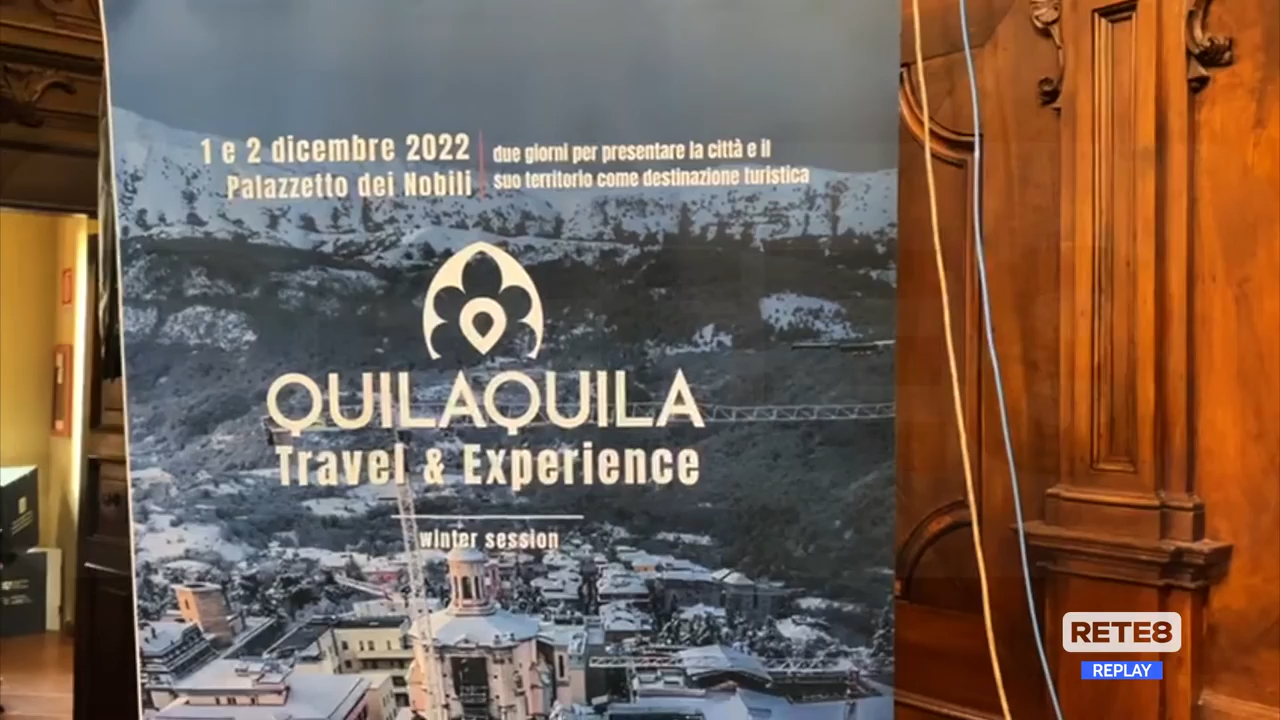 1 e 2 dicembre 2022
Palazzetto dei Nobili
due giorni per presentare la città e il
suo territorio come destinazione turistica
QUILAQUILA
Travel & Experience
winter session
RETE8
REPLAY